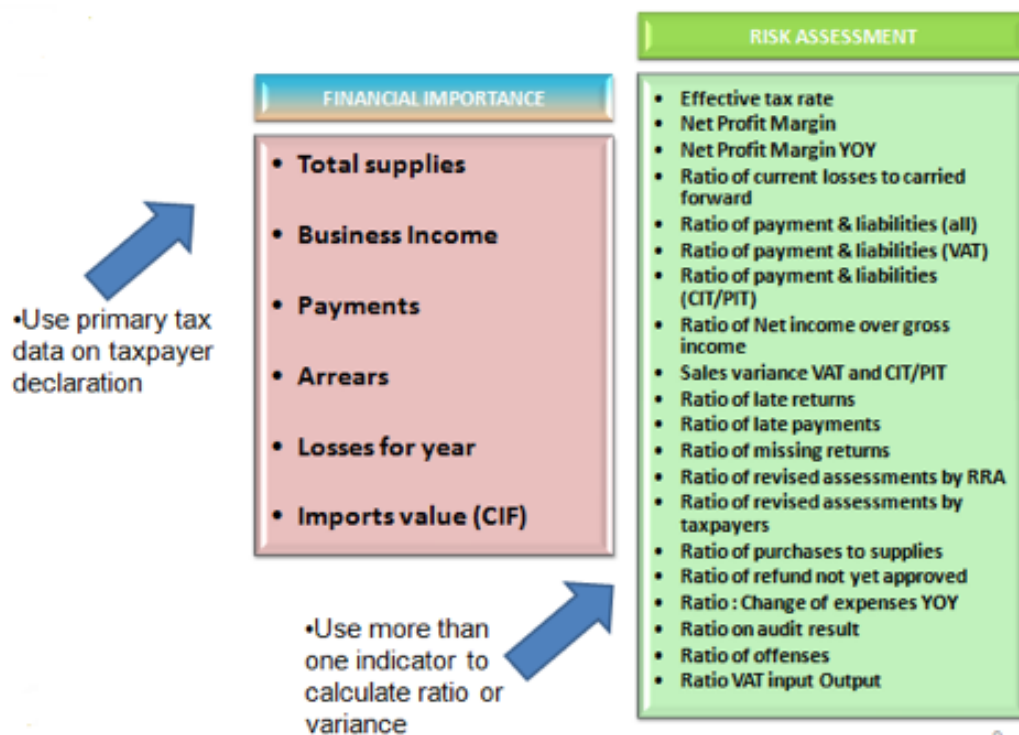 RISK ASSESSMENT
FINANCIAL IMPORTANCE
• Total supplies
• Business Income
• Payments
• Arrears
• Losses for year
• Imports value (CIF)
•Use primary tax
data on taxpayer
declaration
•Use more than
one indicator to
calculate ratio or
variance
• Effective tax rate
• Net Profit Margin
• Net Profit Margin YOY
• Ratio of current losses to carried
forward
• Ratio of payment & liabilities (all)
• Ratio of payment & liabilities (VAT)
• Ratio of payment & liabilities
(CIT/PIT)
• Ratio of Net income over gross
income
• Sales variance VAT and CIT/PIT
• Ratio of late returns
• Ratio of late payments
• Ratio of missing returns
• Ratio of revised assessments by RRA
• Ratio of revised assessments by
taxpayers
• Ratio of purchases to supplies
• Ratio of refund not yet approved
• Ratio : Change of expenses YOY
• Ratio on audit result
• Ratio of offenses
• Ratio VAT input Output